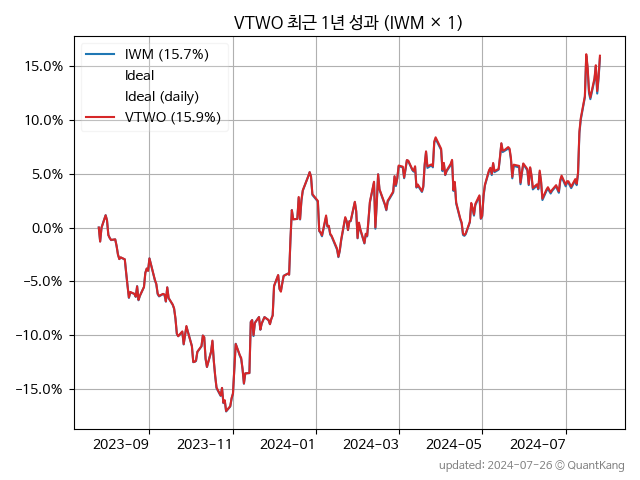 VTWO 최근 1년 성과 (IWM × 1)
IWM (15.7%)
Ideal
Ideal (daily)
VTWO (15.9%)
15.0%
10.0%
5.0%
0.0%
−5.0%
−10.0%
−15.0%
2023-09 2023-11 2024-01 2024-03 2024-05 2024-07
updated: 2024-07-26 © QuantKang